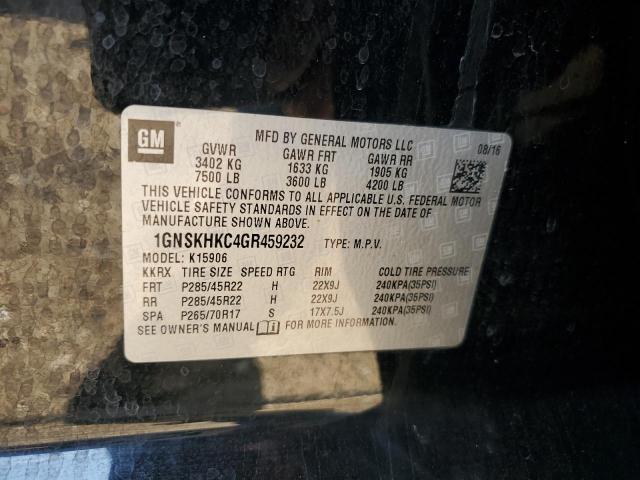 GM
MFD BY GENERAL MOTORS LLC
08/16
GVWR GAWR FRT GAWR RR
3402 KG 1633 KG 1905 KG
7500 LB 3600 LB 4200 LB
THIS VEHICLE CONFORMS TO ALL APPLICABLE U.S. FEDERAL MOTOR
VEHICLE SAFETY STANDARDS IN EFFECT ON THE DATE OF
MANUFACTURE SHOWN ABOVE.
1GNSKHKC4GR459232 TYPE: M.P.V.
MODEL: K15906
KKRX TIRE SIZE SPEED RTG RIM COLD TIRE PRESSURE
FRT P285/45R22 H 22X9J 240KPA(35PSI)
RR P285/45R22 H 22X9J 240KPA(35PSI)
SPA P265/70R17 S 17X7.5J 240KPA(35PSI)
SEE OWNER'S MANUAL FOR MORE INFORMATION.